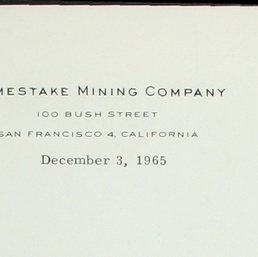 MESTAKE MINING COMPANY
100 BUSH STREET
SAN FRANCISCO 4, CALIFORNIA
December 3, 1965